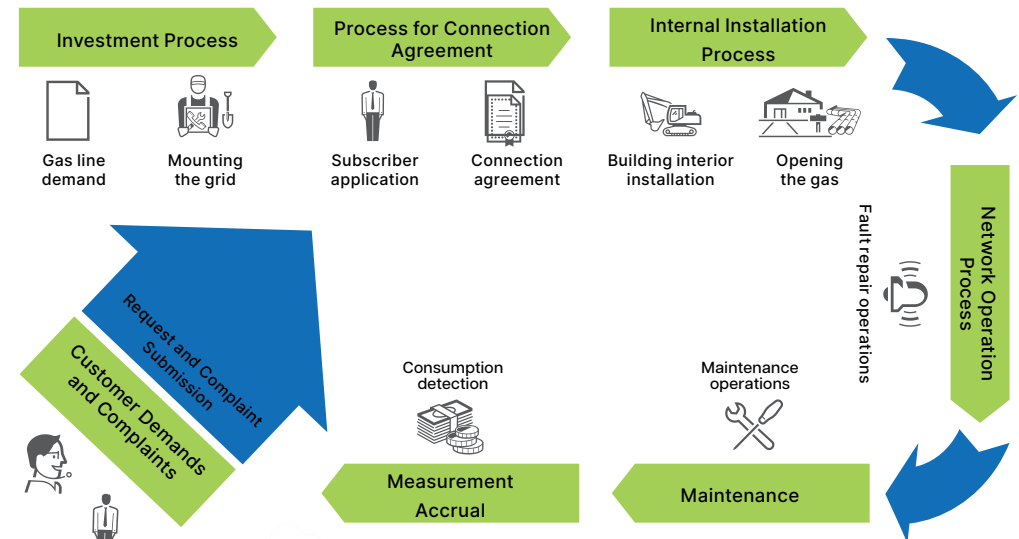 Investment Process
Process for Connection
Agreement
Internal Installation
Process
Gas line
demand
Mounting
the grid
Subscriber
application
Connection
agreement
Building interior
installation
Opening
the gas
Network Operation
Process
Fault repair operations
Maintenance
operations
Maintenance
Consumption
detection
Measurement
Accrual
Request and Complaint
Submission
Customer Demands
and Complaints